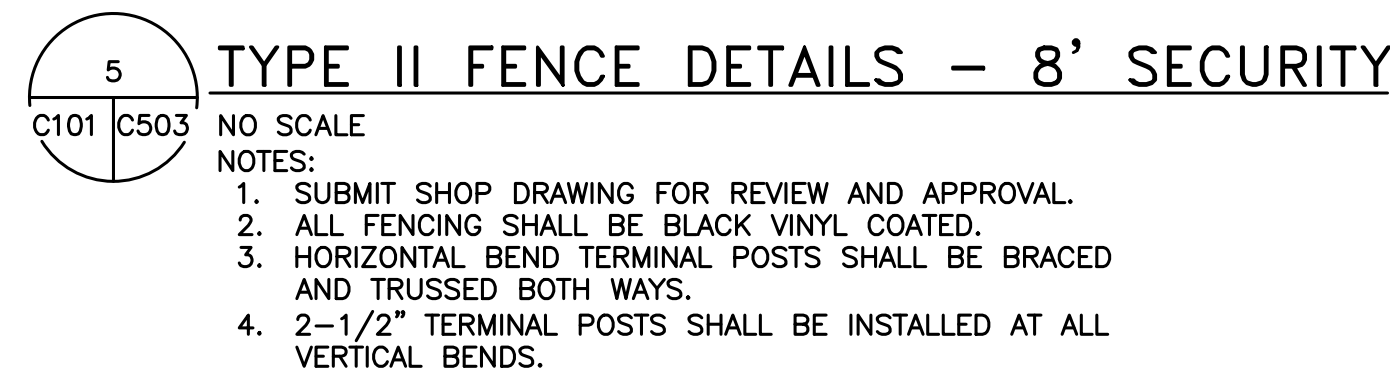 5
C101 C503
TYPE II FENCE DETAILS – 8' SECURITY
NO SCALE
NOTES:
1. SUBMIT SHOP DRAWING FOR REVIEW AND APPROVAL.
2. ALL FENCING SHALL BE BLACK VINYL COATED.
3. HORIZONTAL BEND TERMINAL POSTS SHALL BE BRACED
AND TRUSSED BOTH WAYS.
4. 2–1/2" TERMINAL POSTS SHALL BE INSTALLED AT ALL
VERTICAL BENDS.